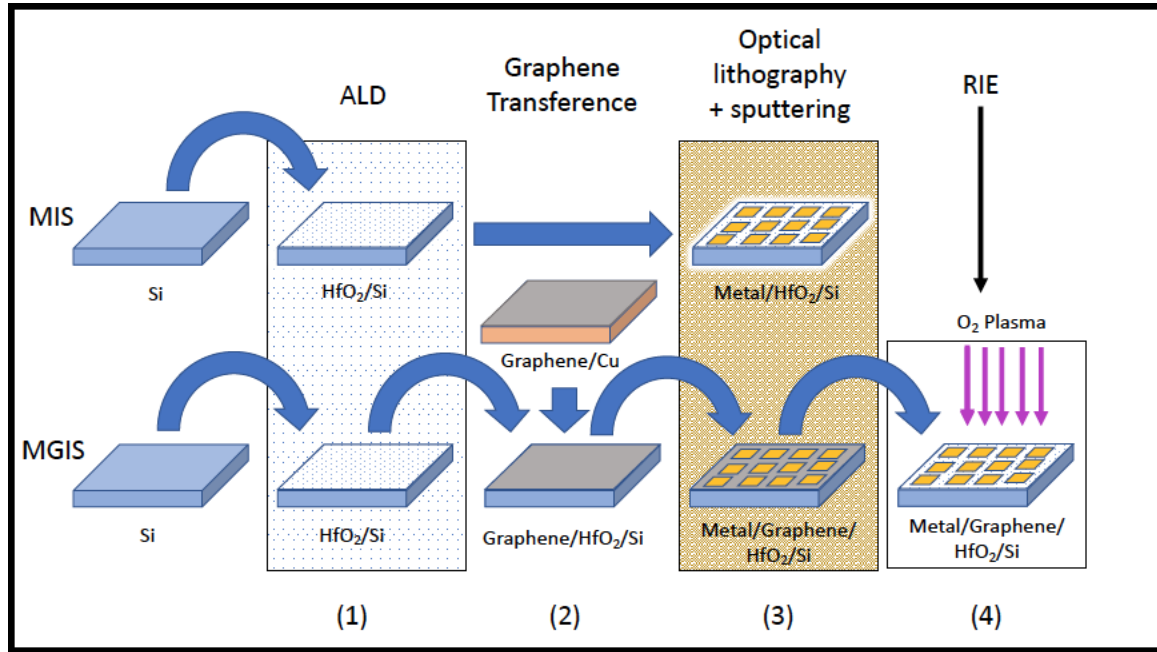 ALD
Graphene
Transference
Optical
lithography
+ sputtering
RIE
MIS
Si
HfO₂/Si
Metal/HfO₂/Si
Graphene/Cu
O₂ Plasma
MGIS
Si
HfO₂/Si
Graphene/HfO₂/Si
Metal/Graphene/
HfO₂/Si
Metal/Graphene/
HfO₂/Si
(1)
(2)
(3)
(4)